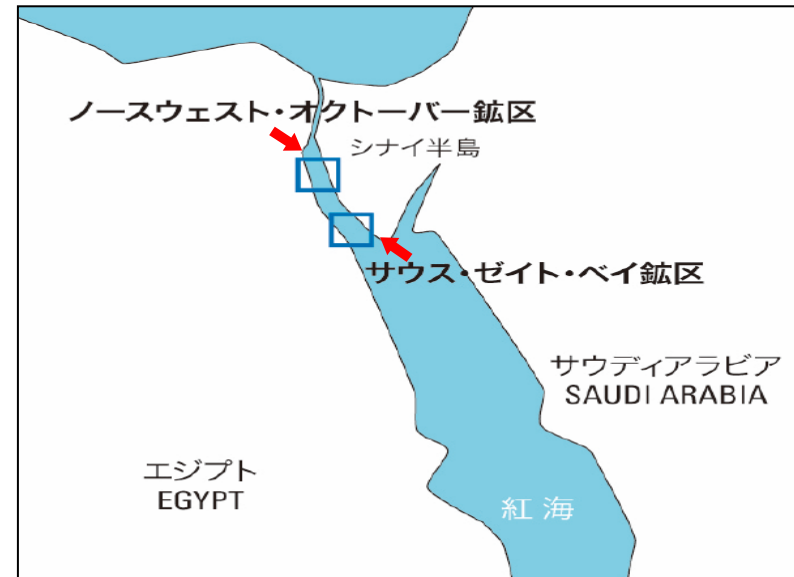 ノースウェスト・オクトーバー鉱区
シナイ半島
サウス・ゼイト・ベイ鉱区
サウディアラビア
SAUDI ARABIA
エジプト
EGYPT
紅海